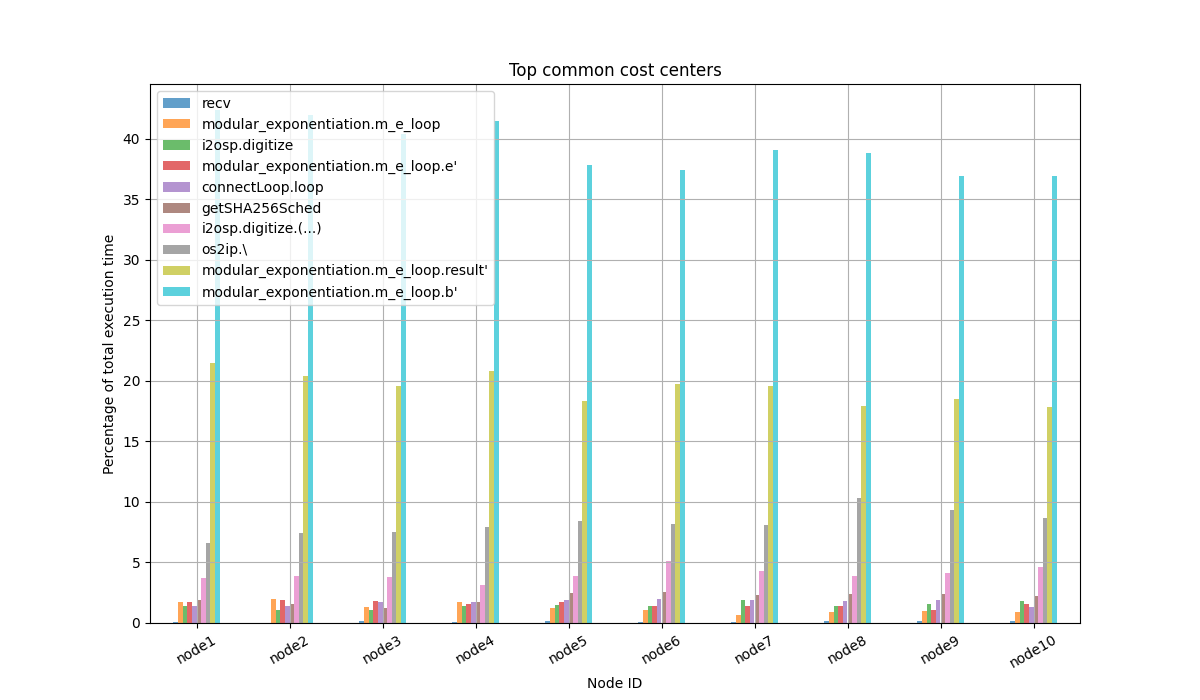 Top common cost centers
recv
modular_exponentiation.m_e_loop
i2osp.digitize
modular_exponentiation.m_e_loop.e'
connectLoop.loop
getSHA256Sched
i2osp.digitize.(...)
os2ip.\
modular_exponentiation.m_e_loop.result'
modular_exponentiation.m_e_loop.b'
Percentage of total execution time
40
35
30
25
20
15
10
5
0
node1 node2 node3 node4 node5 node6 node7 node8 node9 node10
Node ID